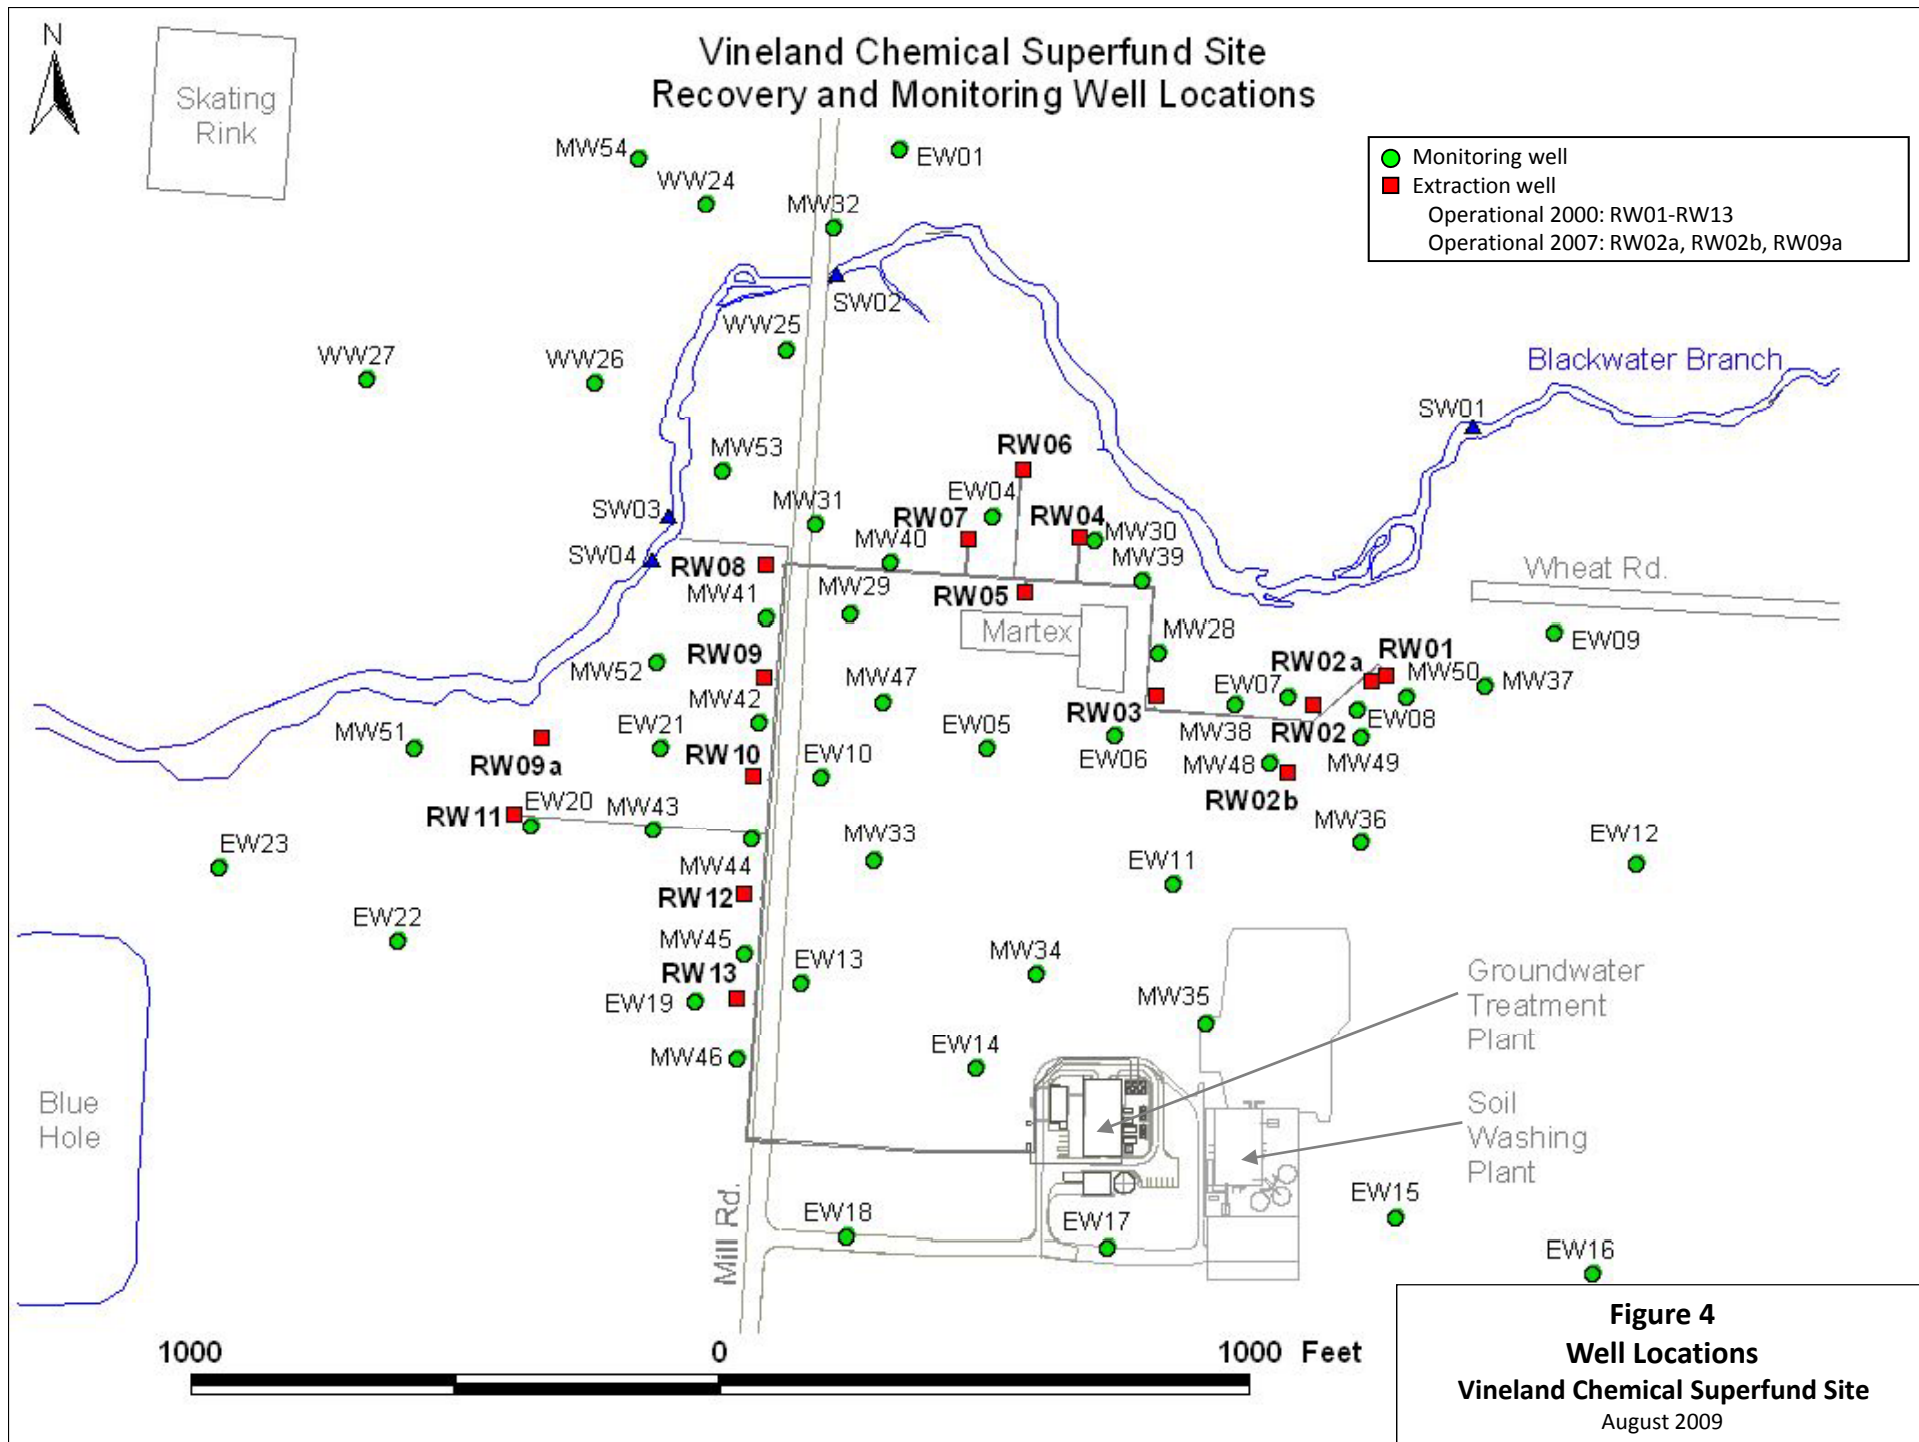 N
Vineland Chemical Superfund Site
Recovery and Monitoring Well Locations
Skating
Rink
Monitoring well
Extraction well
Operational 2000: RW01-RW13
Operational 2007: RW02a, RW02b, RW09a
MW54
EW01
WW24
MW32
SW02
WW25
WW27
WW26
Blackwater Branch
SW01
MW53
RW06
MW31
EW04
SW03
RW07
RW04
MW30
MW40
SW04
MW39
RW08
Wheat Rd.
MW41
MW29
RW05
Martex
MW28
EW09
RW09
MW52
RW02a
RW01
MW47
EW07
MW50
MW37
MW42
RW03
EW08
MW51
EW21
EW05
MW38
RW02
RW10
EW10
EW06
RW09a
MW48
MW49
EW20
MW43
RW02b
RW11
MW36
EW23
MW33
EW12
MW44
EW11
RW12
EW22
MW45
EW13
MW34
RW13
Groundwater
Treatment
Plant
EW19
MW35
EW14
MW46
Blue
Hole
Soil
Washing
Plant
EW15
Mill Rd.
EW18
EW17
EW16
1000
0
1000 Feet
Figure 4
Well Locations
Vineland Chemical Superfund Site
August 2009